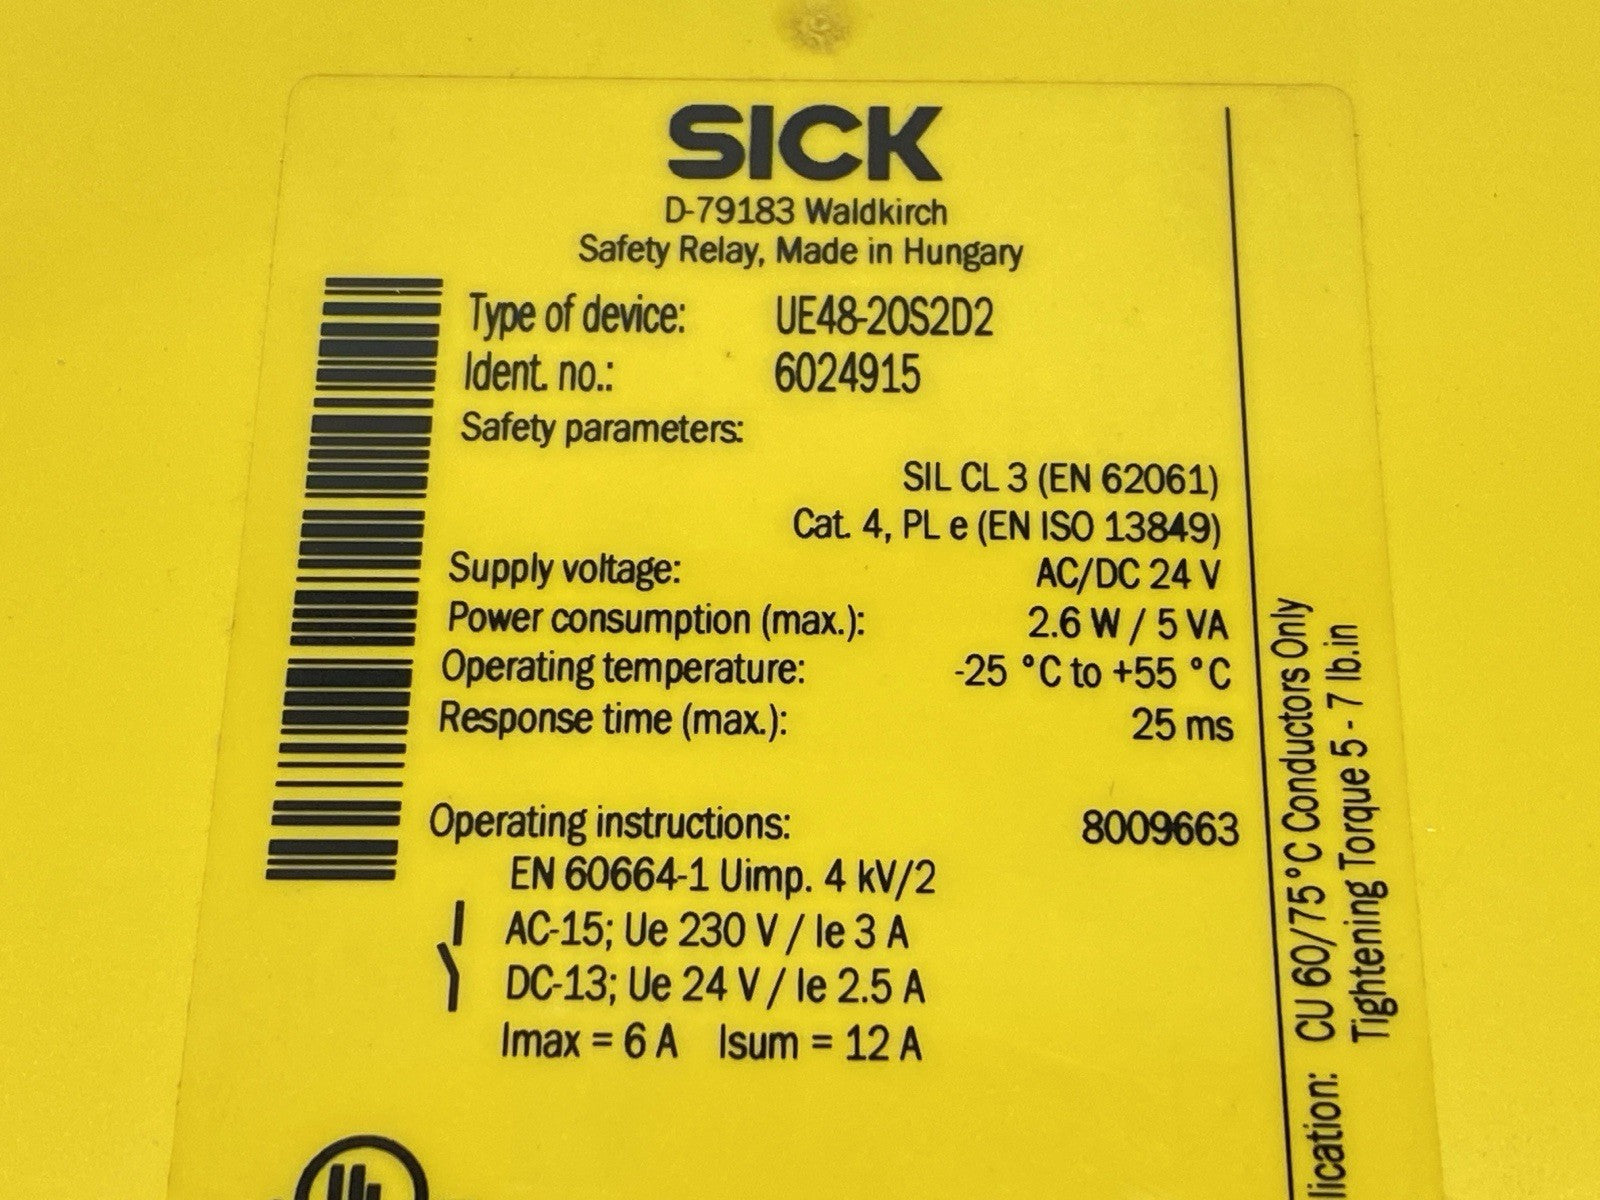 SICK
D-79183 Waldkirch
Safety Relay, Made in Hungary
Type of device: UE48-20S2D2
Ident. no.: 6024915
Safety parameters:
SIL CL 3 (EN 62061)
Cat. 4, PL e (EN ISO 13849)
Supply voltage: AC/DC 24 V
Power consumption (max.): 2.6 W / 5 VA
Operating temperature: -25 °C to +55 °C
Response time (max.): 25 ms
Operating instructions: 8009663
EN 60664-1 Uimp. 4 kV/2
AC-15; Ue 230 V / Ie 3 A
DC-13; Ue 24 V / Ie 2.5 A
Imax = 6 A Isum = 12 A
UL
CU 60/75°C Conductors Only
Tightening Torque 5 - 7 lb.in